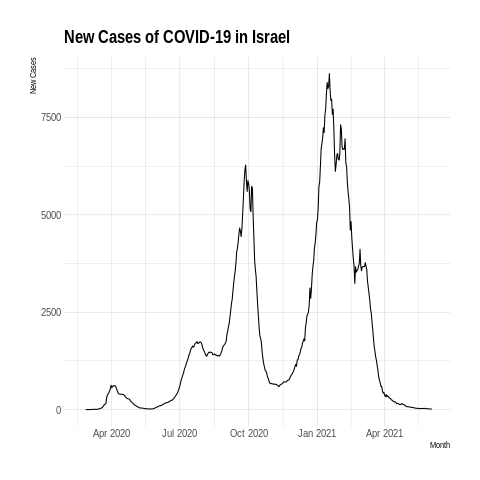 New Cases of COVID-19 in Israel
New Cases
7500
5000
2500
0
Apr 2020 Jul 2020 Oct 2020 Jan 2021 Apr 2021
Month